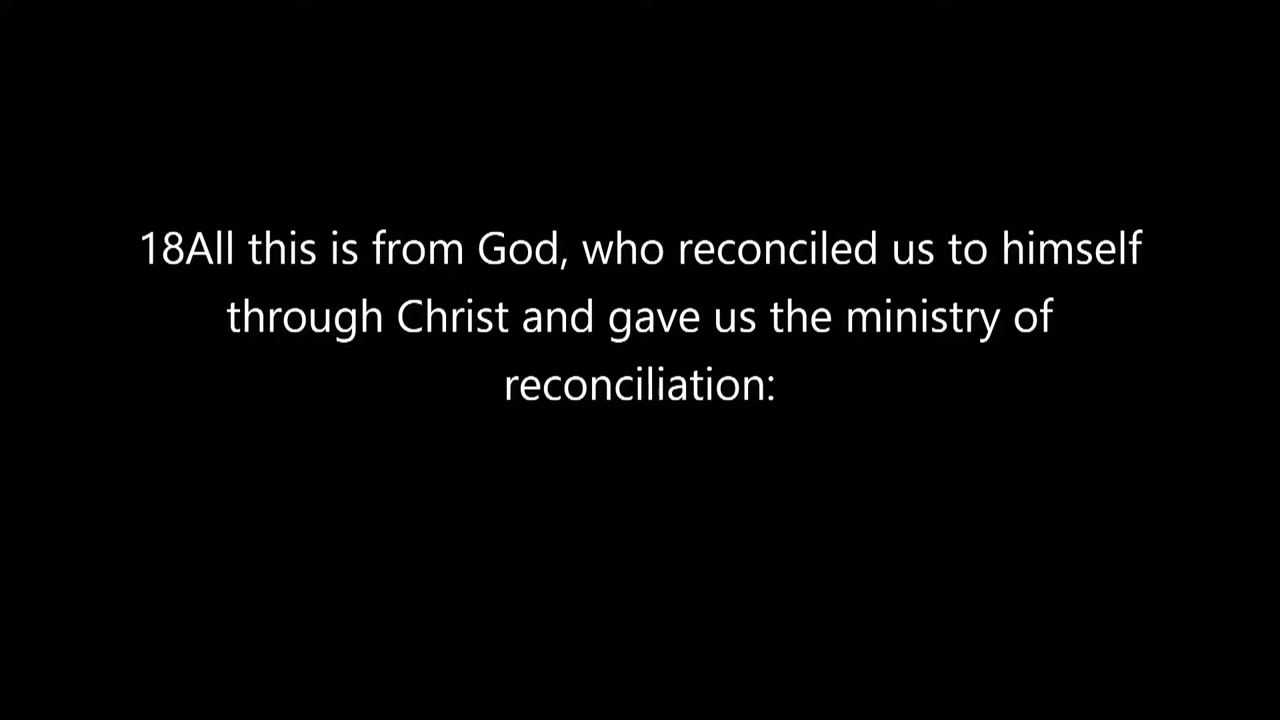 18All this is from God, who reconciled us to himself
through Christ and gave us the ministry of
reconciliation: